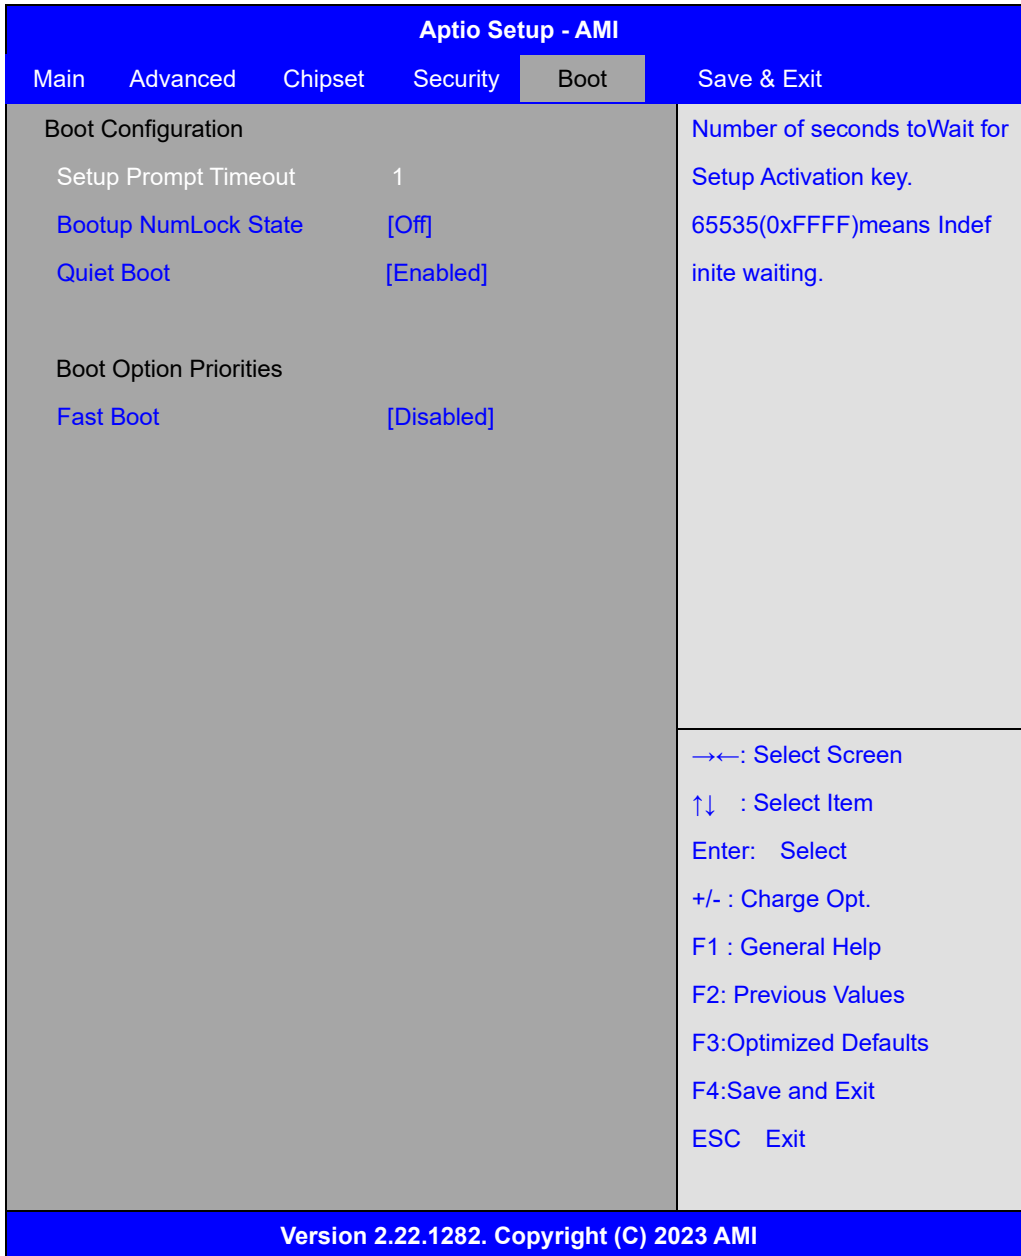 Aptio Setup - AMI
Main Advanced Chipset Security Boot Save & Exit
Boot Configuration
Setup Prompt Timeout 1
Bootup NumLock State [Off]
Quiet Boot [Enabled]
Boot Option Priorities
Fast Boot [Disabled]
Number of seconds toWait for
Setup Activation key.
65535(0xFFFF)means Indef
inite waiting.
→←: Select Screen
↑↓ : Select Item
Enter: Select
+/- : Charge Opt.
F1 : General Help
F2: Previous Values
F3:Optimized Defaults
F4:Save and Exit
ESC Exit
Version 2.22.1282. Copyright (C) 2023 AMI